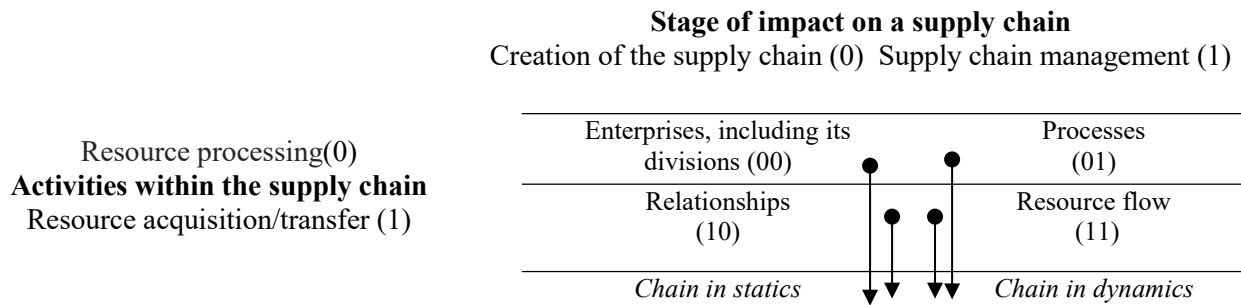 Stage of impact on a supply chain
Creation of the supply chain (0) Supply chain management (1)
Resource processing(0)
Activities within the supply chain
Resource acquisition/transfer (1)
Enterprises, including its
divisions (00)
Processes
(01)
Relationships
(10)
Resource flow
(11)
Chain in statics
Chain in dynamics